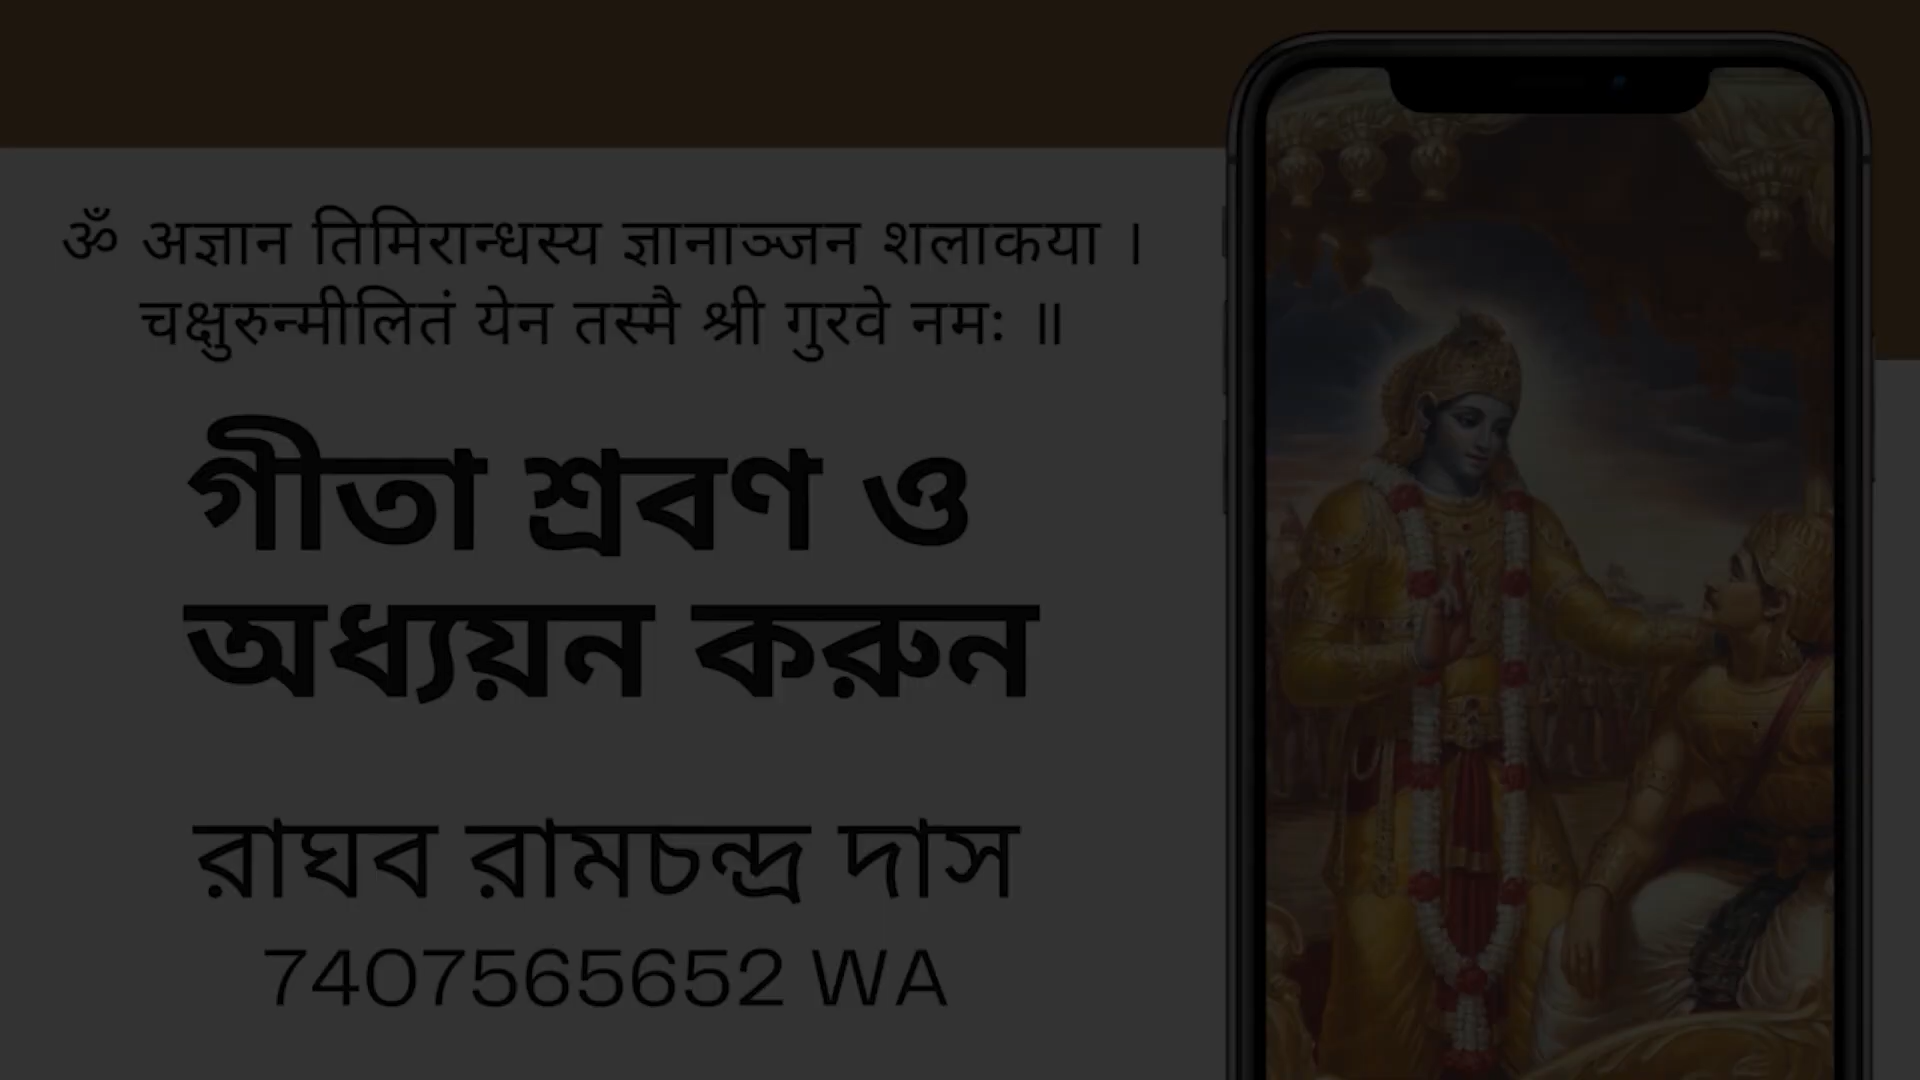 ॐ अज्ञान तिमिरान्धस्य ज्ञानाञ्जन शलाकया ।
चक्षुरुन्मीलितं येन तस्मै श्री गुरवे नमः ॥
গীতা শ্রবণ ও
অধ্যয়ন করুন
রাঘব রামচন্দ্র দাস
7407565652 WA